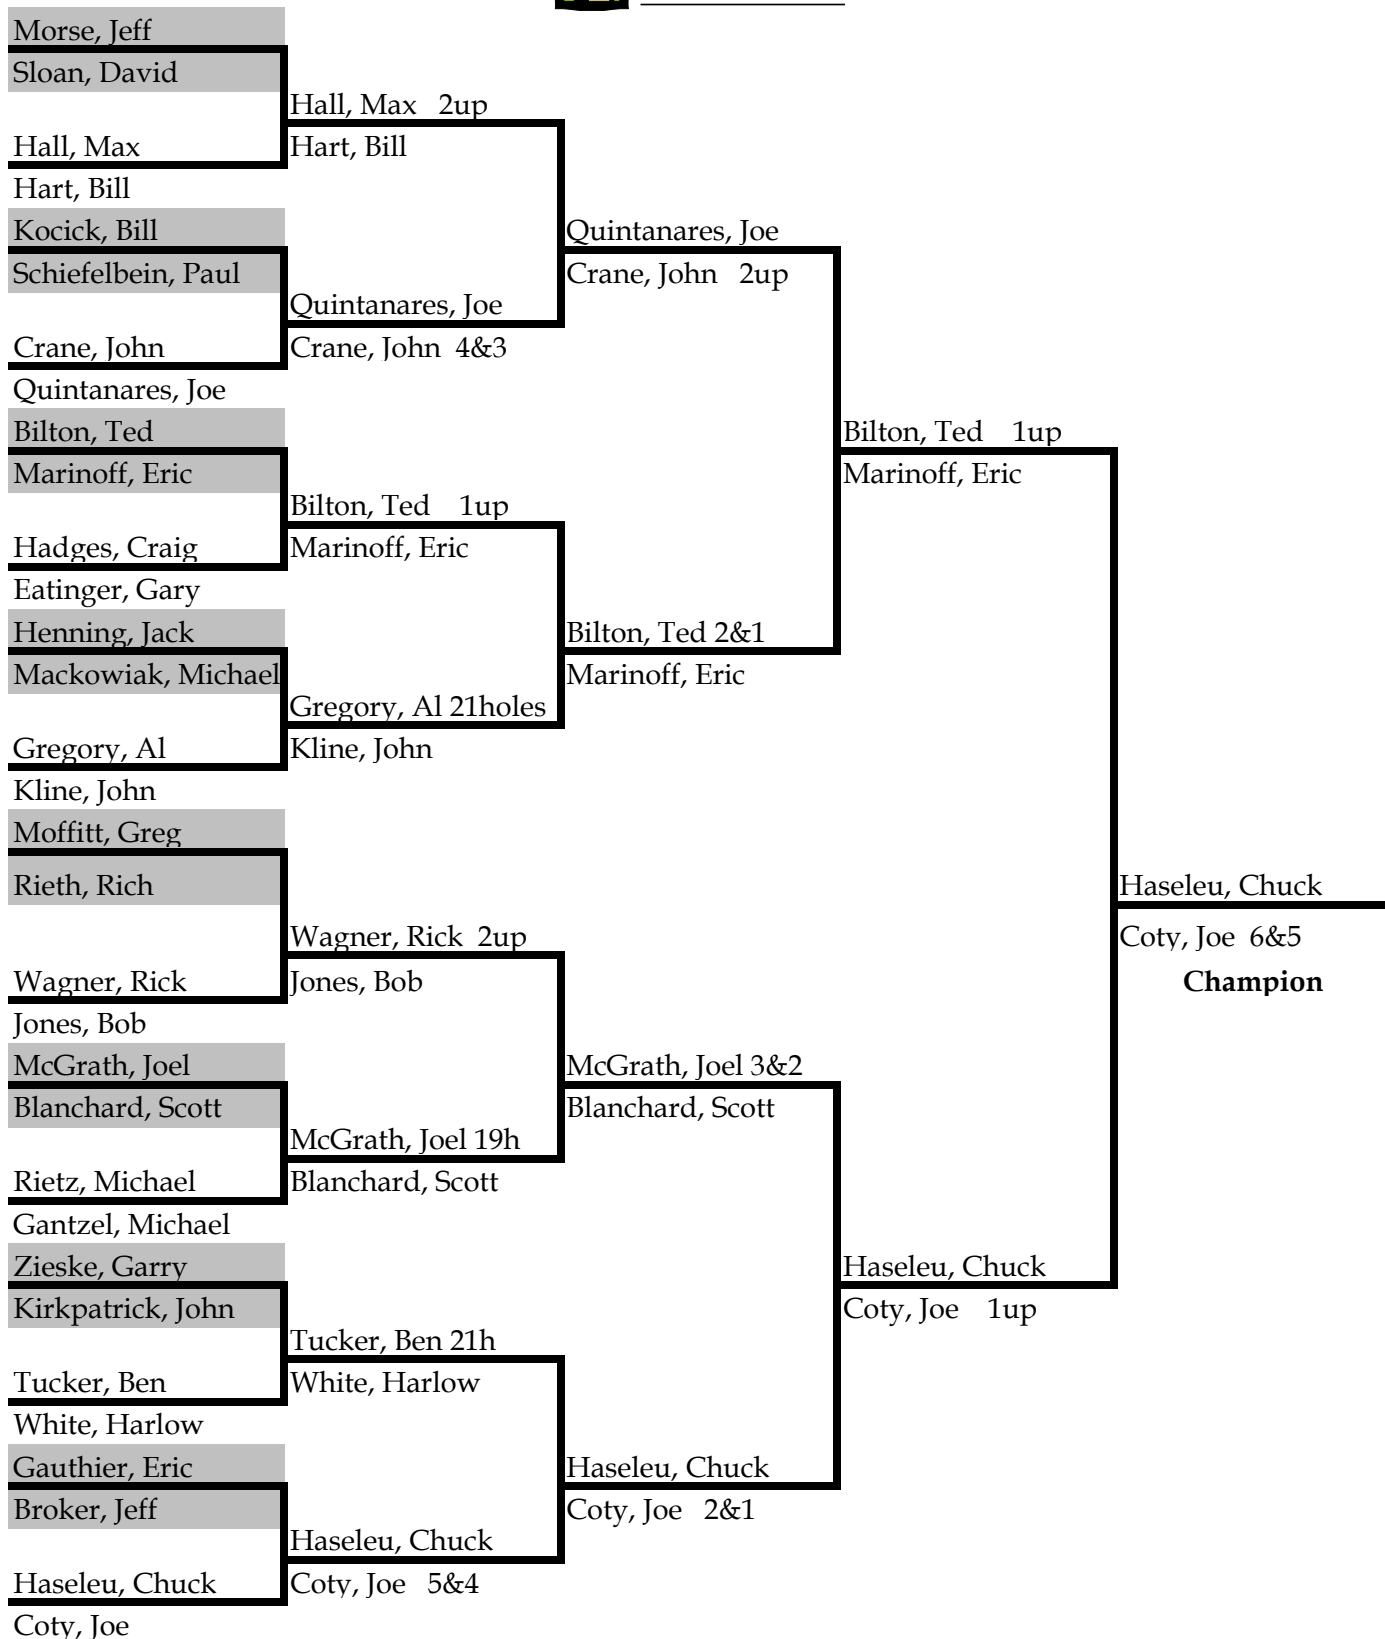 Morse, Jeff
Sloan, David
Hall, Max 2up
Hall, Max
Hart, Bill
Hart, Bill
Kocick, Bill
Quintanares, Joe
Schiefelbein, Paul
Crane, John 2up
Quintanares, Joe
Crane, John
Crane, John 4&3
Quintanares, Joe
Bilton, Ted
Bilton, Ted 1up
Marinoff, Eric
Marinoff, Eric
Bilton, Ted 1up
Hadges, Craig
Marinoff, Eric
Eatinger, Gary
Henning, Jack
Bilton, Ted 2&1
Mackowiak, Michael
Marinoff, Eric
Gregory, Al 21holes
Gregory, Al
Kline, John
Kline, John
Moffitt, Greg
Rieth, Rich
Haseleu, Chuck
Wagner, Rick 2up
Coty, Joe 6&5
Wagner, Rick
Jones, Bob
Champion
Jones, Bob
McGrath, Joel
McGrath, Joel 3&2
Blanchard, Scott
Blanchard, Scott
McGrath, Joel 19h
Rietz, Michael
Blanchard, Scott
Gantzel, Michael
Zieske, Garry
Haseleu, Chuck
Kirkpatrick, John
Coty, Joe 1up
Tucker, Ben 21h
Tucker, Ben
White, Harlow
White, Harlow
Gauthier, Eric
Haseleu, Chuck
Broker, Jeff
Coty, Joe 2&1
Haseleu, Chuck
Haseleu, Chuck
Coty, Joe 5&4
Coty, Joe